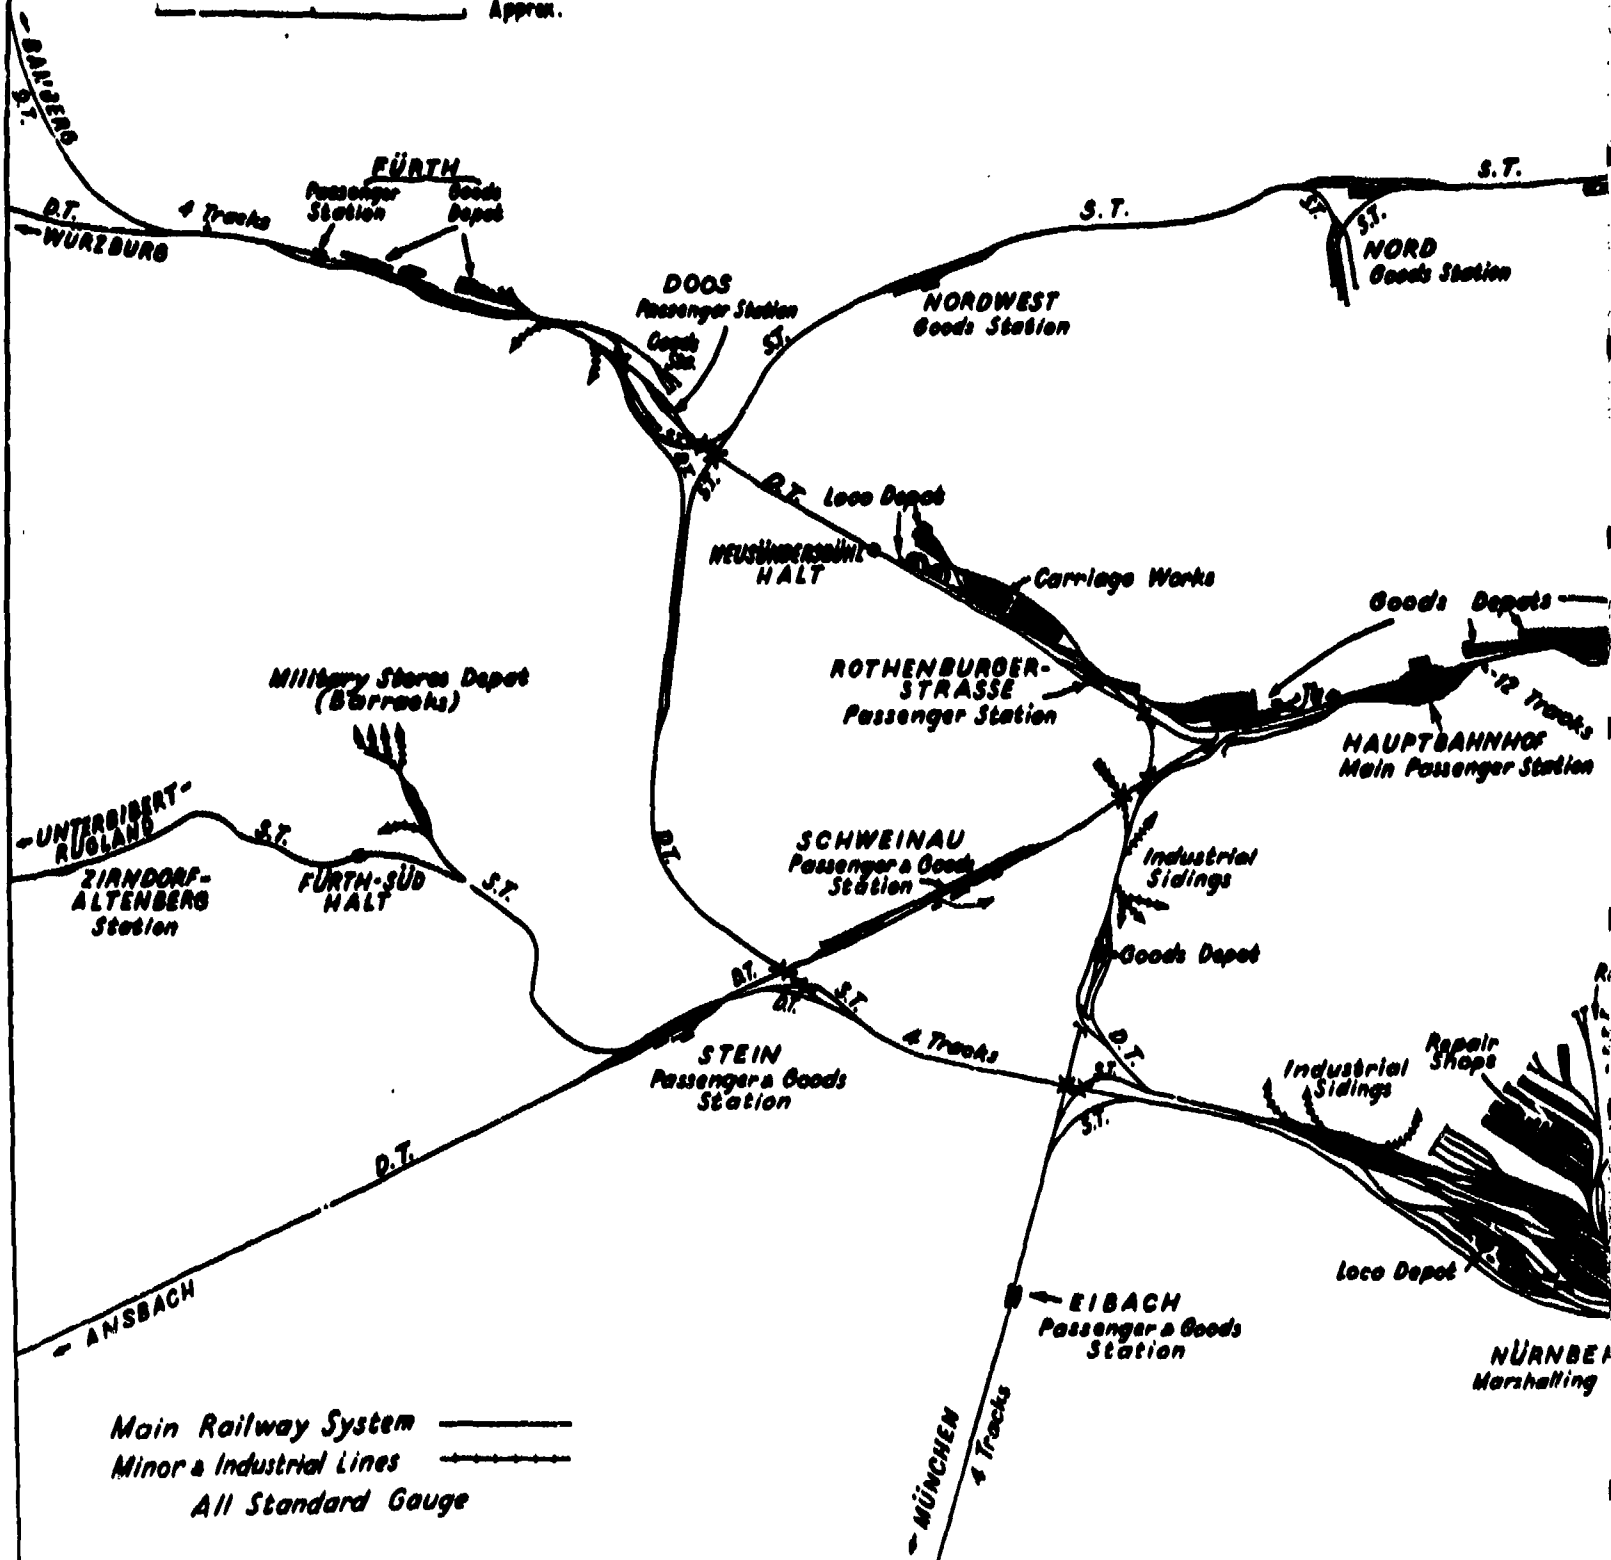 Approx.
← BAMBERG
D.T.
FÜRTH
Passenger
Station
Goods
Depot
D.T.
4 Tracks
← WÜRZBURG
S.T.
S.T.
S.T.
S.T.
NORD
Goods Station
DOOS
Passenger Station
Goods
Sta.
NORDWEST
Goods Station
S.T.
S.T.
D.T.
S.T.
D.T.
Loco Depot
NEUSÜNDERSBÜHL
HALT
Carriage Works
Goods Depots
Military Stores Depot
(Barracks)
ROTHENBURGER-
STRASSE
Passenger Station
12 Tracks
HAUPTBAHNHOF
Main Passenger Station
← UNTERBIBERT-
RÜGLAND
S.T.
ZIRNDORF-
ALTENBERG
Station
FÜRTH-SÜD
HALT
S.T.
D.T.
SCHWEINAU
Passenger & Goods
Station
Industrial
Sidings
Goods Depot
D.T.
D.T.
S.T.
4 Tracks
D.T.
S.T.
S.T.
STEIN
Passenger & Goods
Station
Industrial
Sidings
Repair
Shops
D.T.
← ANSBACH
Loco Depot
← EIBACH
Passenger & Goods
Station
NÜRNBE
Marshalling
← MÜNCHEN
4 Tracks
Main Railway System
Minor & Industrial Lines
All Standard Gauge